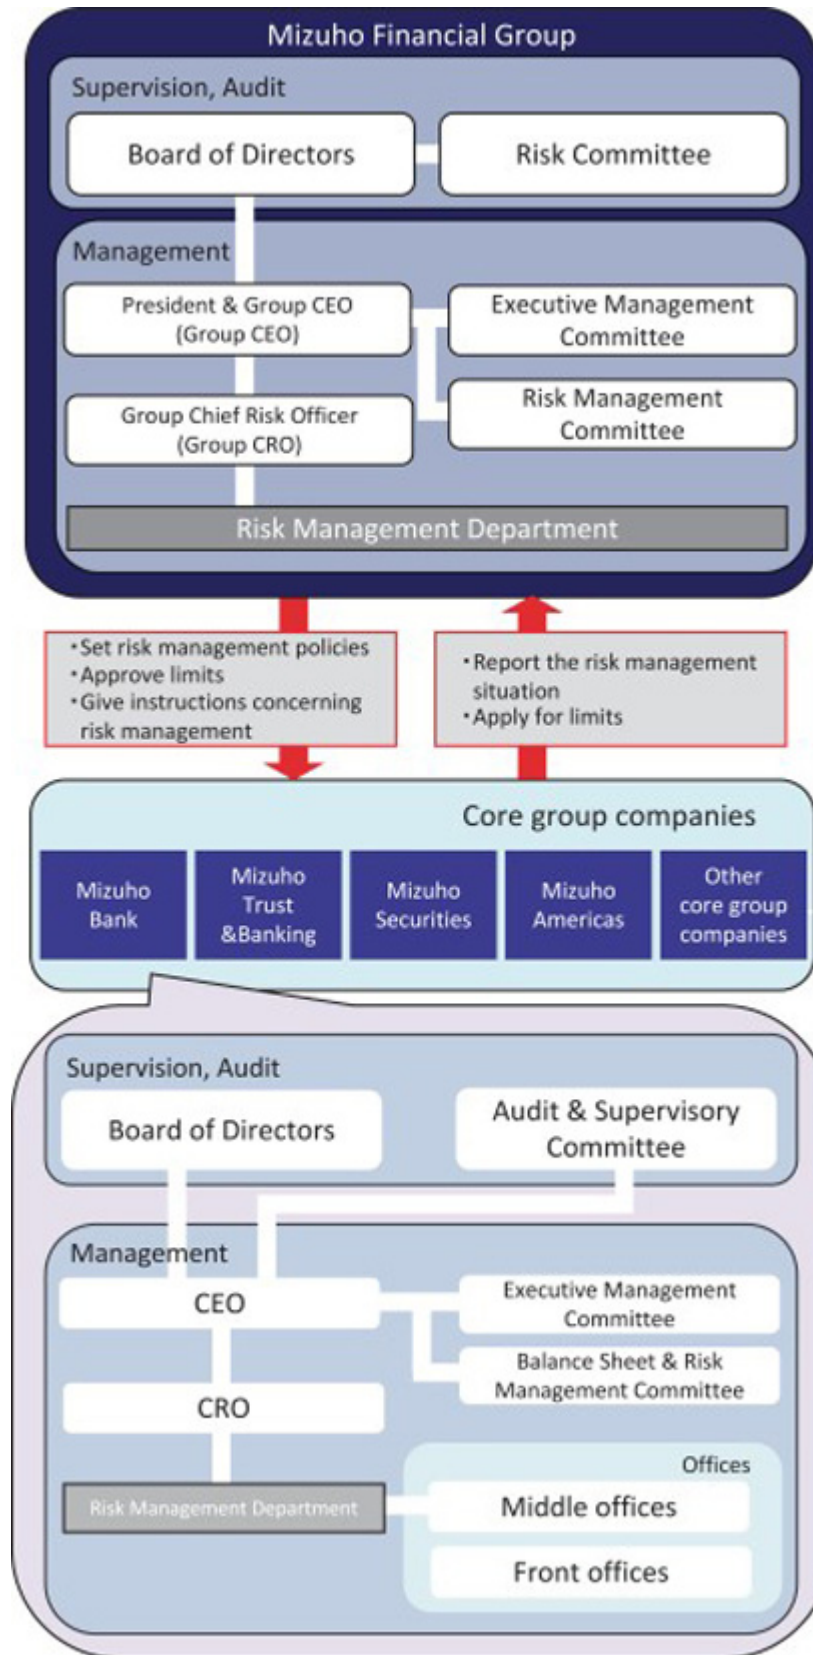 Mizuho Financial Group
Supervision, Audit
Board of Directors
Risk Committee
Management
President & Group CEO
(Group CEO)
Executive Management
Committee
Group Chief Risk Officer
(Group CRO)
Risk Management
Committee
Risk Management Department
・Set risk management policies
・Approve limits
・Give instructions concerning
risk management
・Report the risk management
situation
・Apply for limits
Core group companies
Mizuho
Bank
Mizuho
Trust
&Banking
Mizuho
Securities
Mizuho
Americas
Other
core group
companies
Supervision, Audit
Board of Directors
Audit & Supervisory
Committee
Management
CEO
Executive Management
Committee
Balance Sheet & Risk
Management Committee
CRO
Risk Management Department
Offices
Middle offices
Front offices